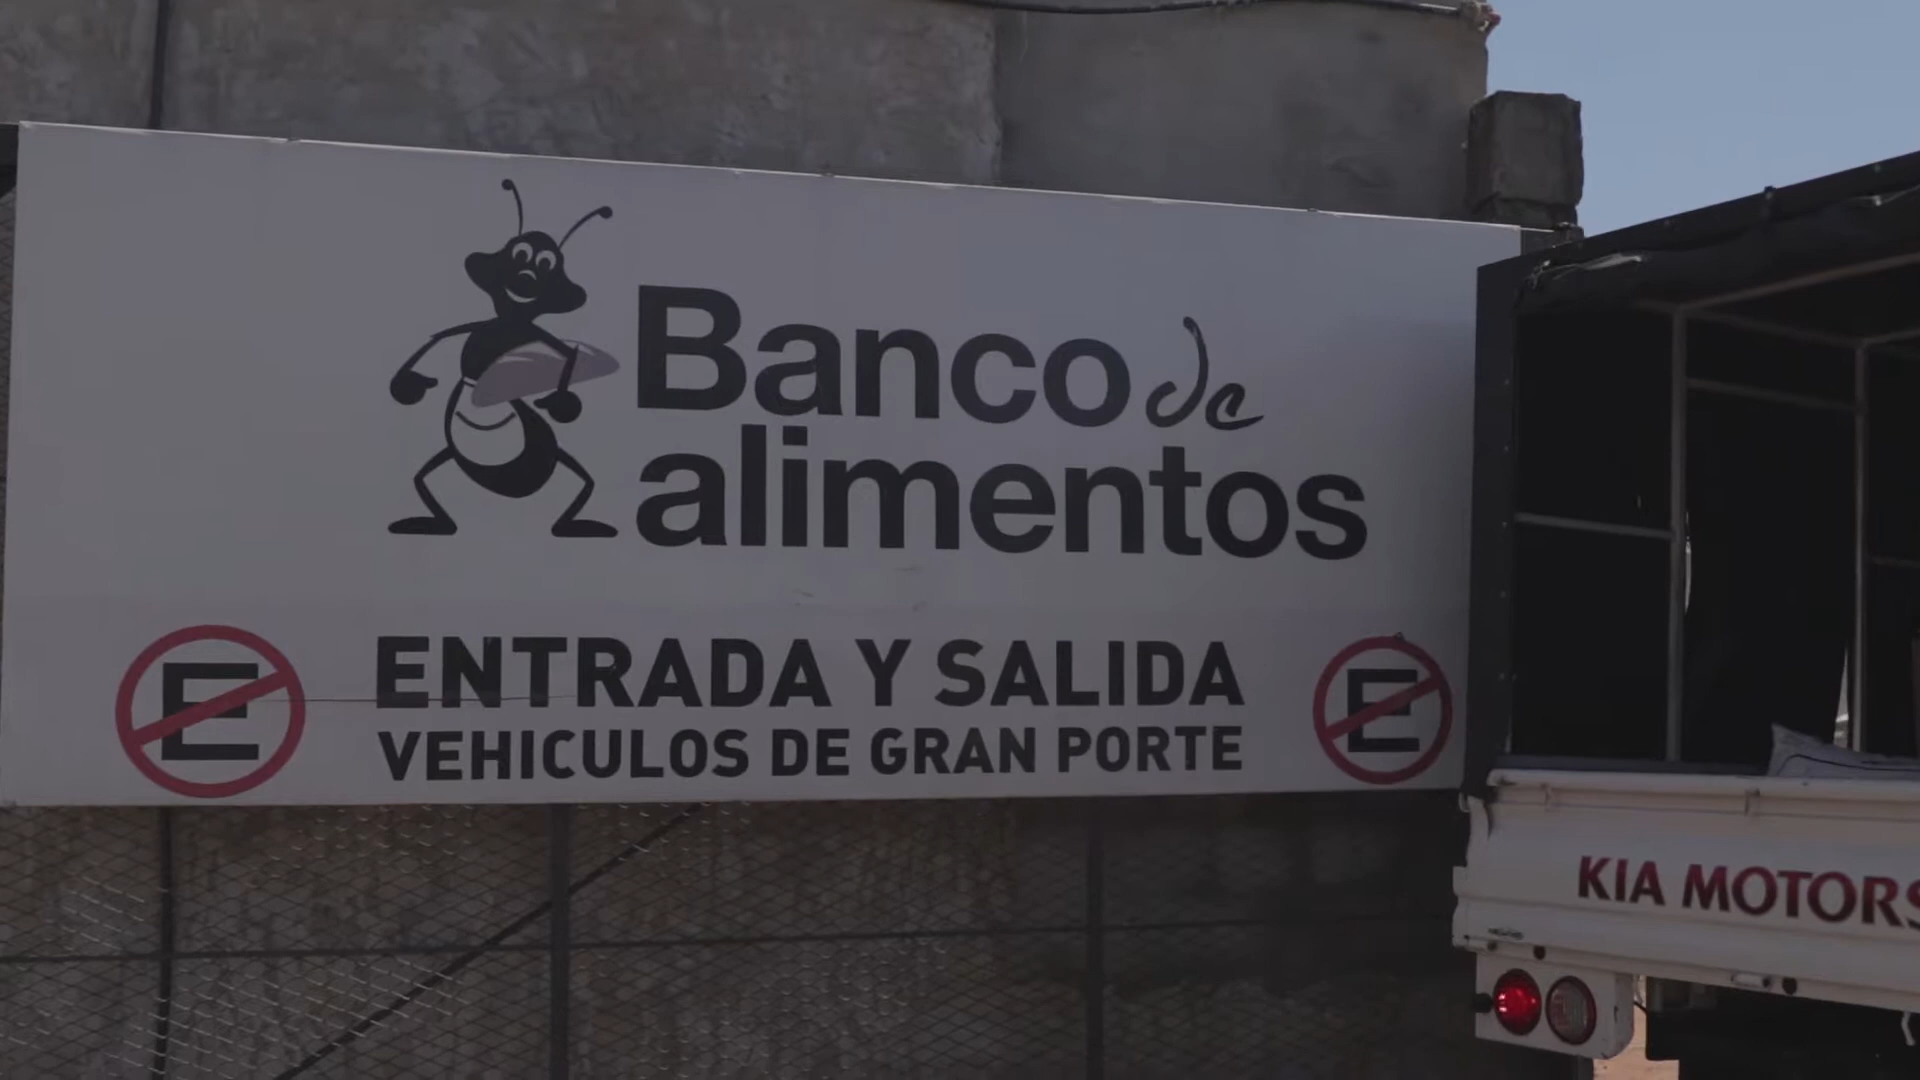 Banco de
alimentos
E ENTRADA Y SALIDA E
VEHICULOS DE GRAN PORTE
KIA MOTORS